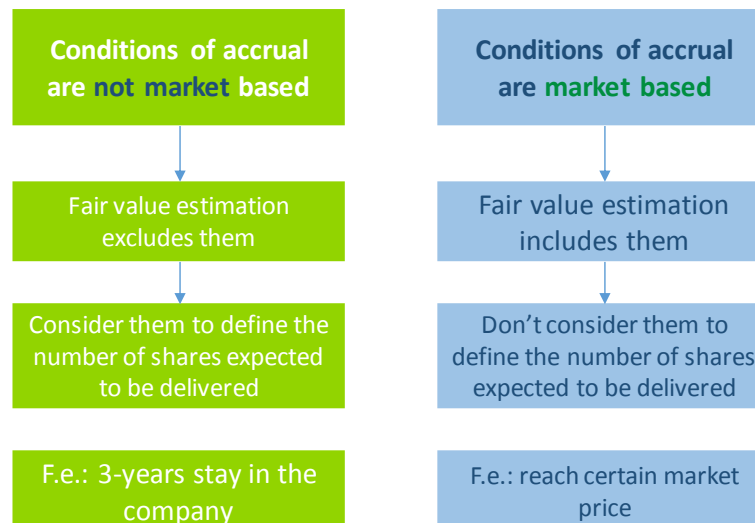 Conditions of accrual
are not market based
Fair value estimation
excludes them
Consider them to define the
number of shares expected
to be delivered
F.e.: 3-years stay in the
company
Conditions of accrual
are market based
Fair value estimation
includes them
Don’t consider them to
define the number of shares
expected to be delivered
F.e.: reach certain market
price